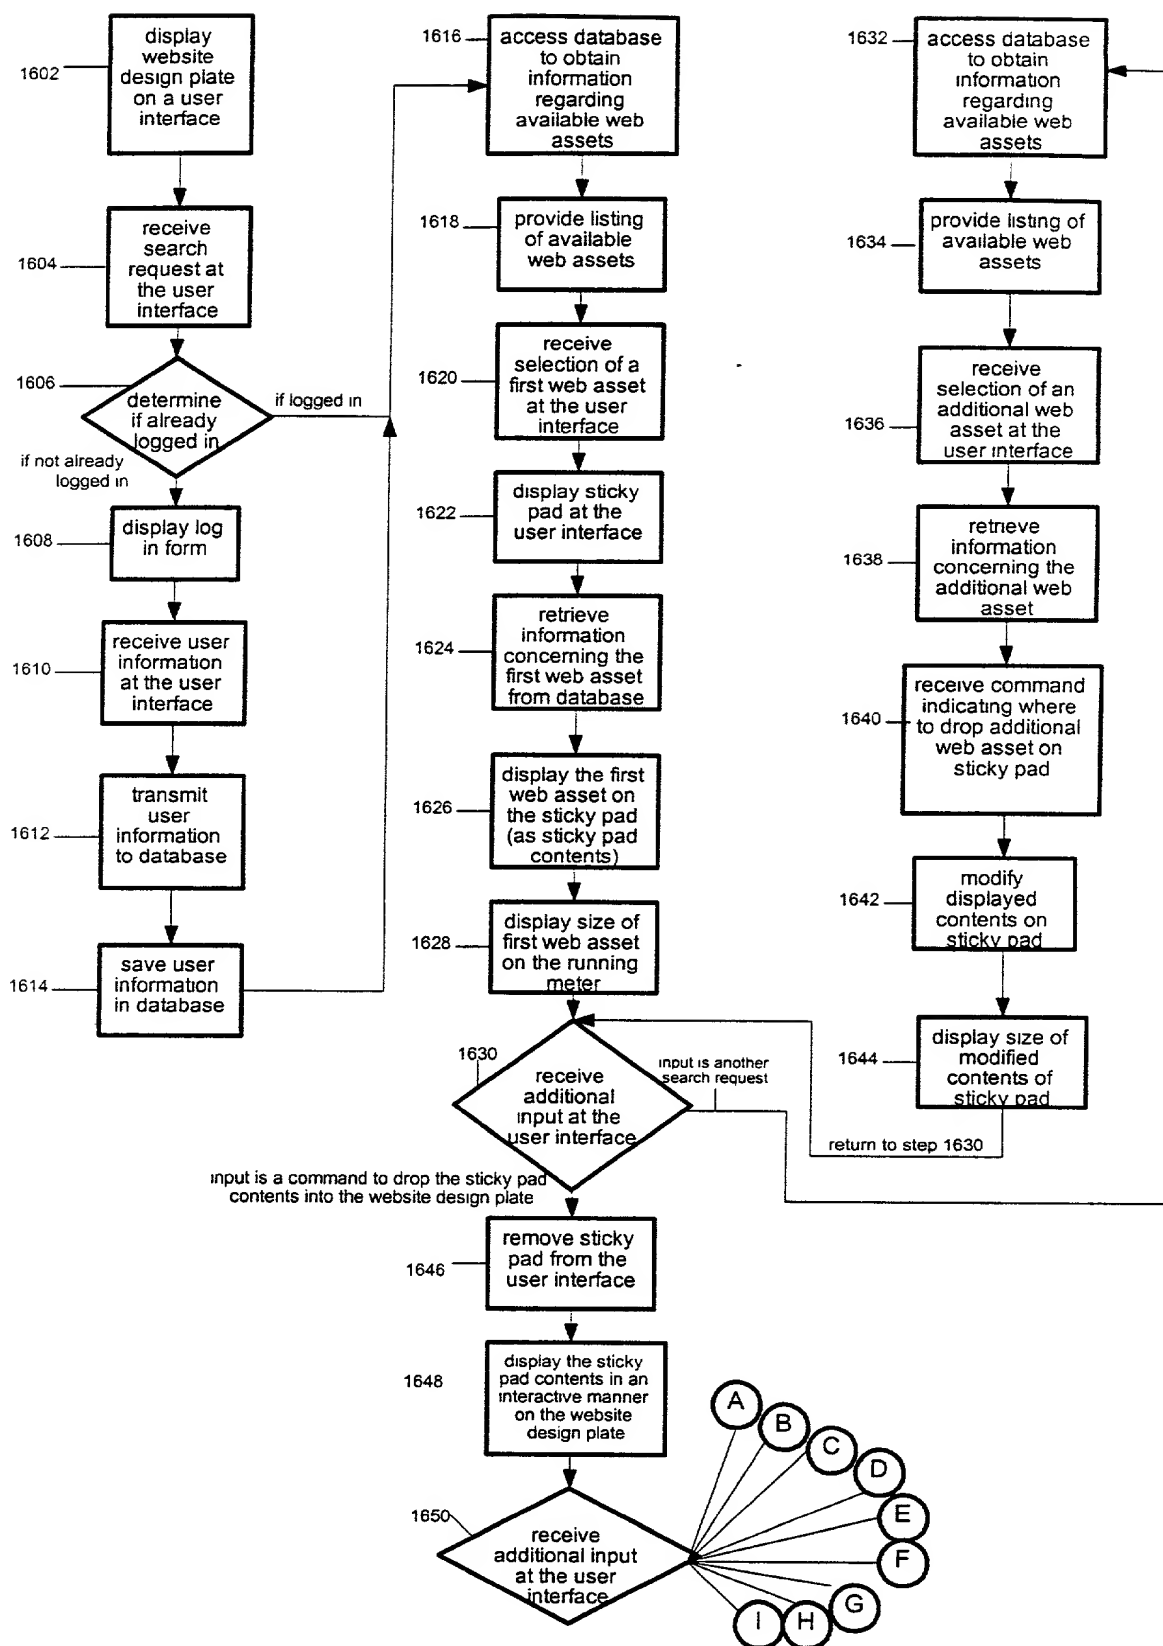 display
website
design plate
on a user
interface
1602
receive
search
request at
the user
interface
1604
1606
determine
if already
logged in
if logged in
if not already
logged in
display log
in form
1608
receive user
information
at the user
interface
1610
transmit
user
information
to database
1612
save user
information
in database
1614
1616
access database
to obtain
information
regarding
available web
assets
1618
provide listing
of available
web assets
receive
selection of a
first web asset
at the user
interface
1620
display sticky
pad at the
user interface
1622
retrieve
information
concerning the
first web asset
from database
1624
display the first
web asset on
the sticky pad
(as sticky pad
contents)
1626
display size of
first web asset
on the running
meter
1628
1630
receive
additional
input at the
user interface
input is another
search request
input is a command to drop the sticky pad
contents into the website design plate
remove sticky
pad from the
user interface
1646
display the sticky
pad contents in an
interactive manner
on the website
design plate
1648
1650
receive
additional input
at the user
interface
A
B
C
D
E
F
G
H
I
1632
access database
to obtain
information
regarding
available web
assets
provide listing of
available web
assets
1634
receive
selection of an
additional web
asset at the
user interface
1636
retrieve
information
concerning the
additional web
asset
1638
receive command
indicating where
to drop additional
web asset on
sticky pad
1640
modify
displayed
contents on
sticky pad
1642
display size of
modified
contents of
sticky pad
1644
return to step 1630